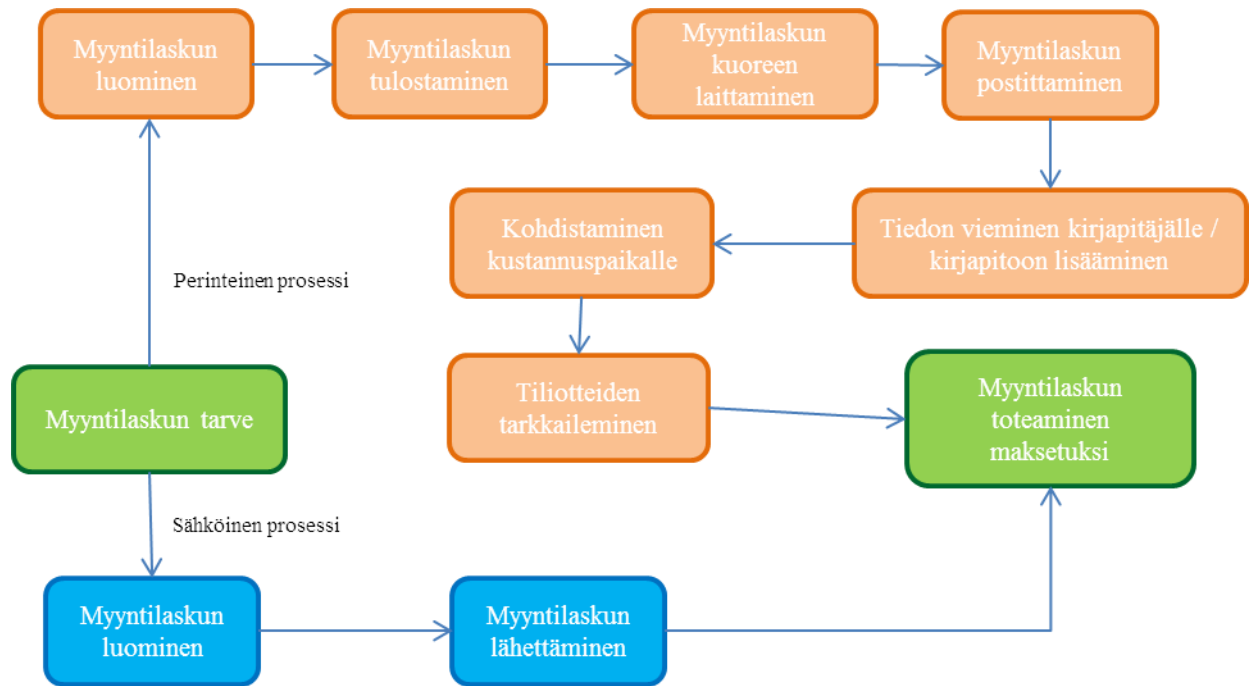 Myyntilaskun
luominen
Myyntilaskun
tulostaminen
Myyntilaskun
kuoreen
laittaminen
Myyntilaskun
postittaminen
Tiedon vieminen kirjapitäjälle /
kirjapitoon lisääminen
Kohdistaminen
kustannuspaikalle
Perinteinen prosessi
Myyntilaskun tarve
Tiliotteiden
tarkkaileminen
Myyntilaskun
toteaminen
maksetuksi
Sähköinen prosessi
Myyntilaskun
luominen
Myyntilaskun
lähettäminen